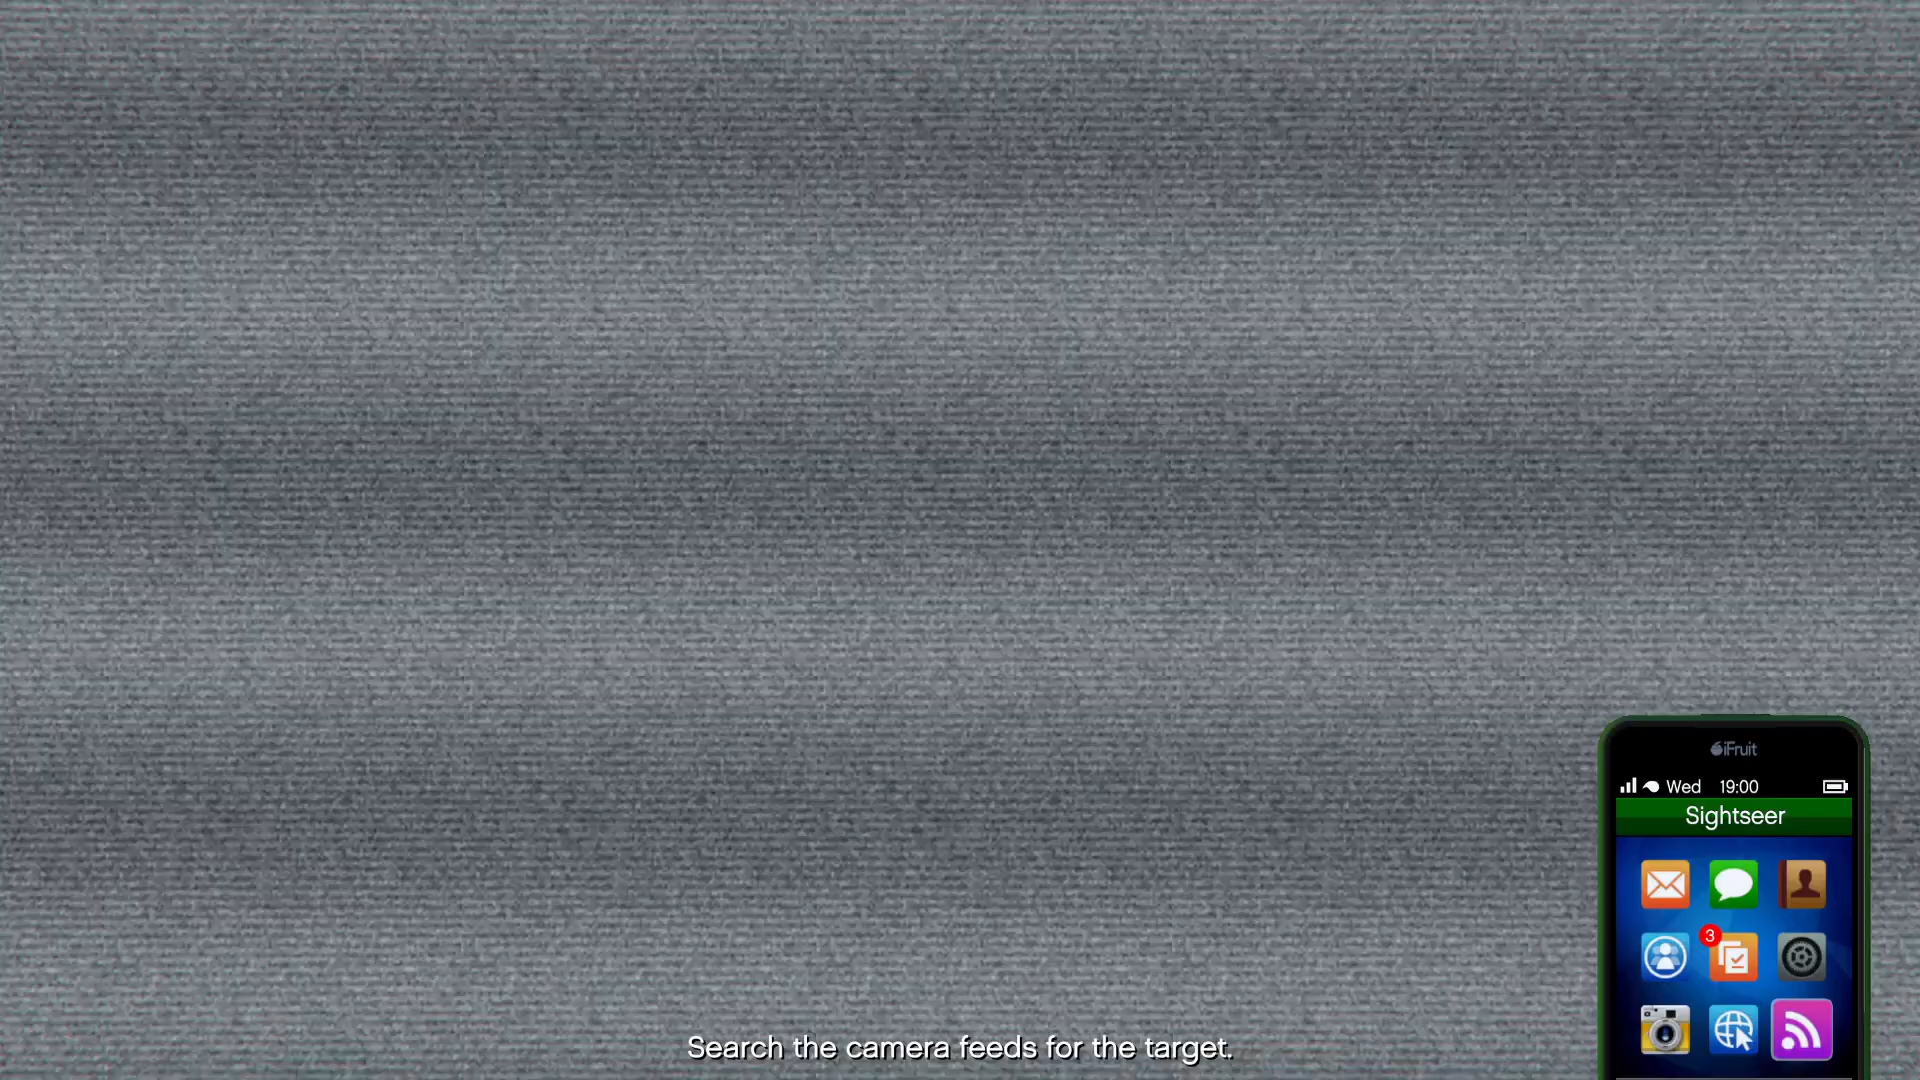 iFruit
Wed 19:00
Sightseer
3
Search the camera feeds for the target.